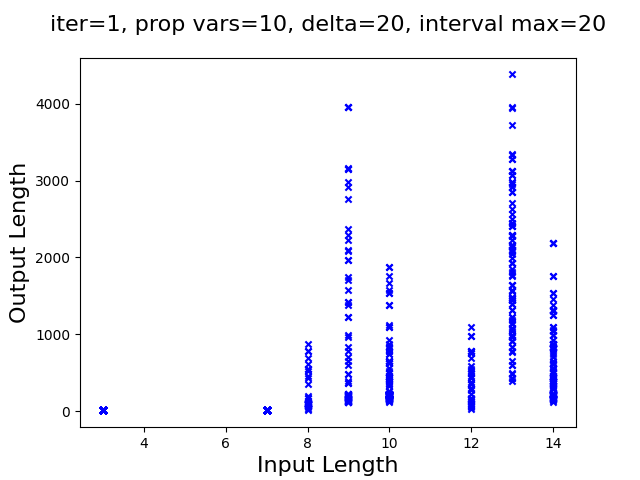 iter=1, prop vars=10, delta=20, interval max=20
4000
3000
2000
1000
0
Output Length
4 6 8 10 12 14
Input Length